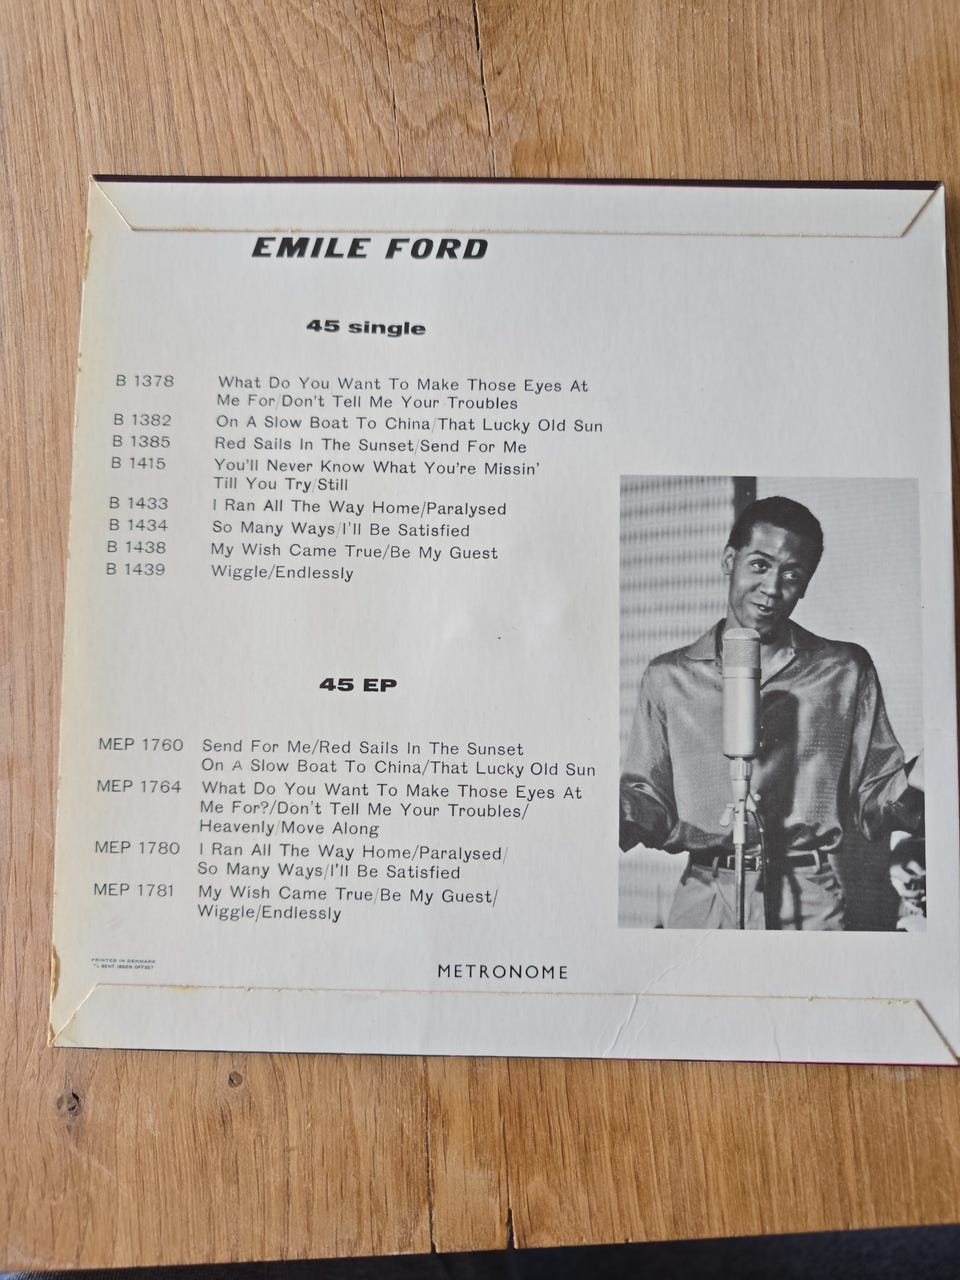 EMILE FORD
45 single
B 1378 What Do You Want To Make Those Eyes At
Me For/Don't Tell Me Your Troubles
B 1382 On A Slow Boat To China/That Lucky Old Sun
B 1385 Red Sails In The Sunset/Send For Me
B 1415 You'll Never Know What You're Missin'
Till You Try/Still
B 1433 I Ran All The Way Home/Paralysed
B 1434 So Many Ways/I'll Be Satisfied
B 1438 My Wish Came True/Be My Guest
B 1439 Wiggle/Endlessly
45 EP
MEP 1760 Send For Me/Red Sails In The Sunset
On A Slow Boat To China/That Lucky Old Sun
MEP 1764 What Do You Want To Make Those Eyes At
Me For?/Don't Tell Me Your Troubles/
Heavenly/Move Along
MEP 1780 I Ran All The Way Home/Paralysed/
So Many Ways/I'll Be Satisfied
MEP 1781 My Wish Came True/Be My Guest/
Wiggle/Endlessly
PRINTED IN DENMARK
BENT IBSEN OFFSET
METRONOME